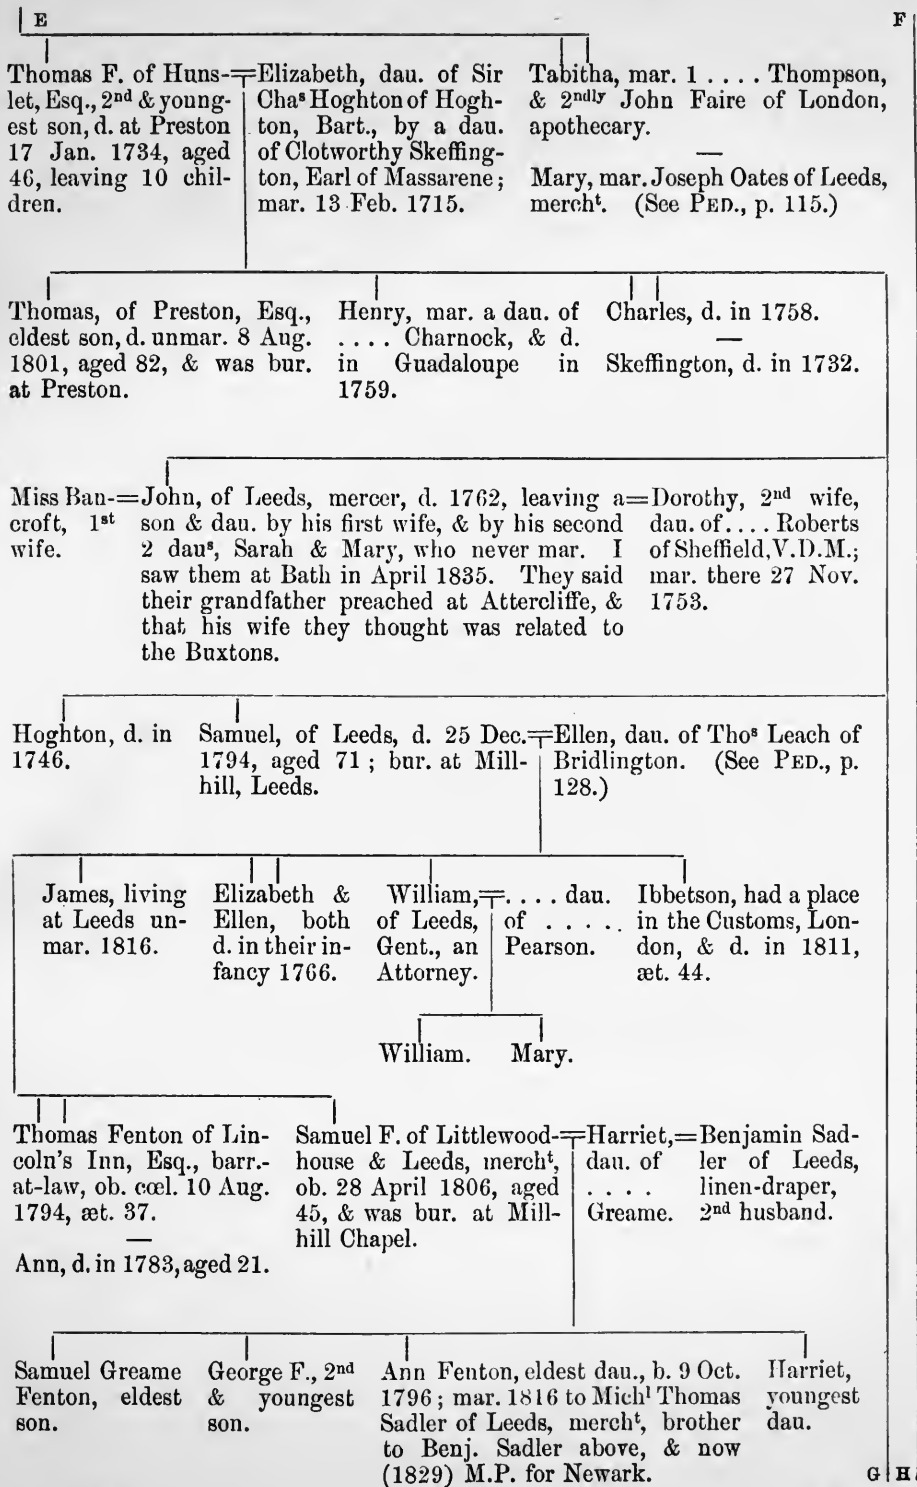 E F
Thomas F. of Huns-
let, Esq., 2nd & young-
est son, d. at Preston
17 Jan. 1734, aged
46, leaving 10 chil-
dren.
Elizabeth, dau. of Sir
Chas Hoghton of Hogh-
ton, Bart., by a dau.
of Clotworthy Skeffing-
ton, Earl of Massarene;
mar. 13 Feb. 1715.
Tabitha, mar. 1 . . . . Thompson,
& 2ndly John Faire of London,
apothecary.
—
Mary, mar. Joseph Oates of Leeds,
mercht. (See PED., p. 115.)
Thomas, of Preston, Esq.,
eldest son, d. unmar. 8 Aug.
1801, aged 82, & was bur.
at Preston.
Henry, mar. a dau. of
. . . . Charnock, & d.
in Guadaloupe in
1759.
Charles, d. in 1758.
—
Skeffington, d. in 1732.
Miss Ban-
croft, 1st
wife.
John, of Leeds, mercer, d. 1762, leaving a
son & dau. by his first wife, & by his second
2 daus, Sarah & Mary, who never mar. I
saw them at Bath in April 1835. They said
their grandfather preached at Attercliffe, &
that his wife they thought was related to
the Buxtons.
Dorothy, 2nd wife,
dau. of . . . . Roberts
of Sheffield, V.D.M.;
mar. there 27 Nov.
1753.
Hoghton, d. in
1746.
Samuel, of Leeds, d. 25 Dec.
1794, aged 71; bur. at Mill-
hill, Leeds.
Ellen, dau. of Thos Leach of
Bridlington. (See PED., p.
128.)
James, living
at Leeds un-
mar. 1816.
Elizabeth &
Ellen, both
d. in their in-
fancy 1766.
William,
of Leeds,
Gent., an
Attorney.
. . . . dau.
of . . . . .
Pearson.
Ibbetson, had a place
in the Customs, Lon-
don, & d. in 1811,
æt. 44.
William. Mary.
Thomas Fenton of Lin-
coln's Inn, Esq., barr.-
at-law, ob. cœl. 10 Aug.
1794, æt. 37.
—
Ann, d. in 1783, aged 21.
Samuel F. of Littlewood-
house & Leeds, mercht,
ob. 28 April 1806, aged
45, & was bur. at Mill-
hill Chapel.
Harriet,
dau. of
. . . .
Greame.
Benjamin Sad-
ler of Leeds,
linen-draper,
2nd husband.
Samuel Greame
Fenton, eldest
son.
George F., 2nd
& youngest
son.
Ann Fenton, eldest dau., b. 9 Oct.
1796; mar. 1816 to Michl Thomas
Sadler of Leeds, mercht, brother
to Benj. Sadler above, & now
(1829) M.P. for Newark.
Harriet,
youngest
dau.
G H